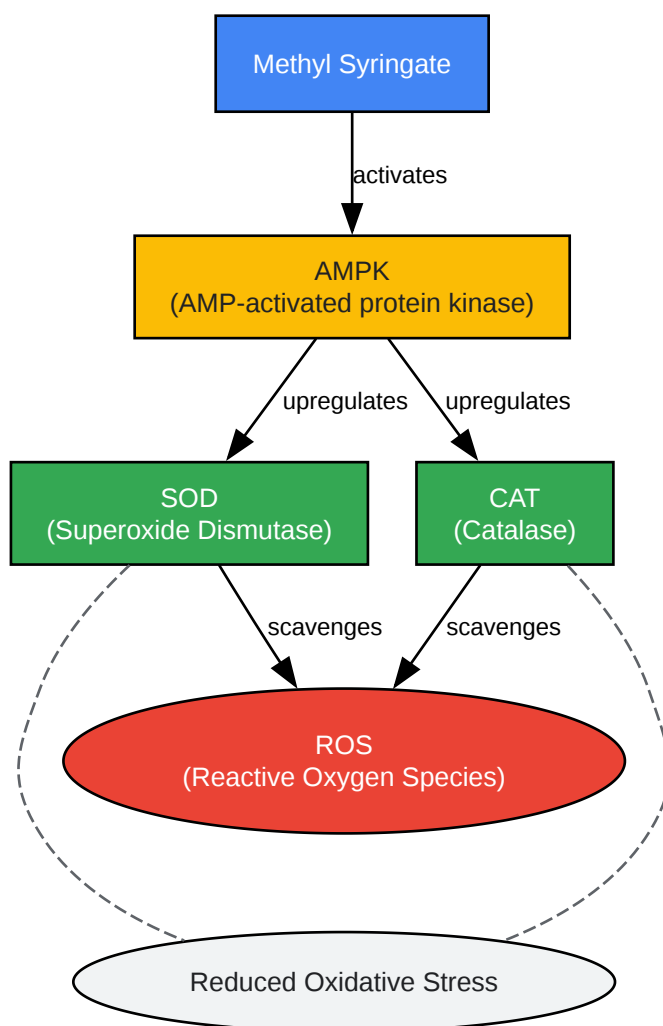 Methyl Syringate
activates
AMPK
(AMP-activated protein kinase)
upregulates
upregulates
SOD
(Superoxide Dismutase)
CAT
(Catalase)
scavenges
scavenges
ROS
(Reactive Oxygen Species)
Reduced Oxidative Stress